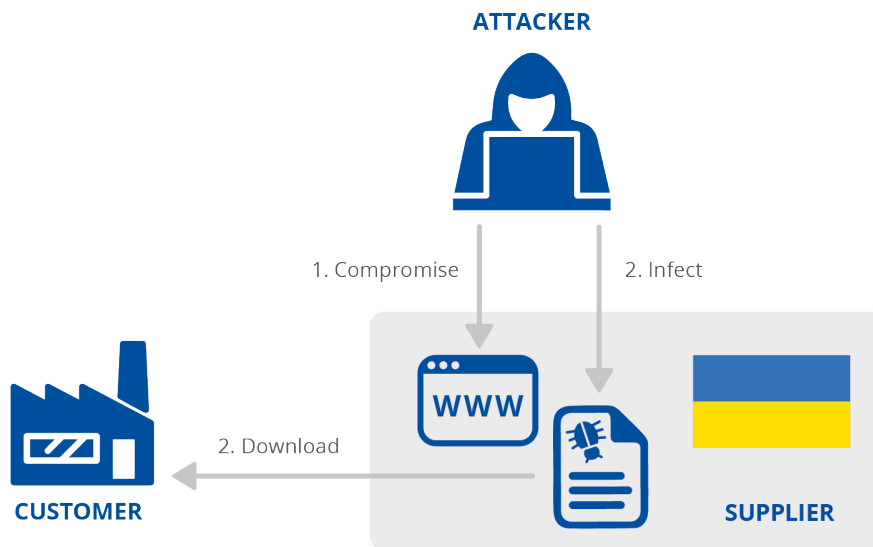 ATTACKER
1. Compromise
2. Infect
WWW
2. Download
CUSTOMER
SUPPLIER